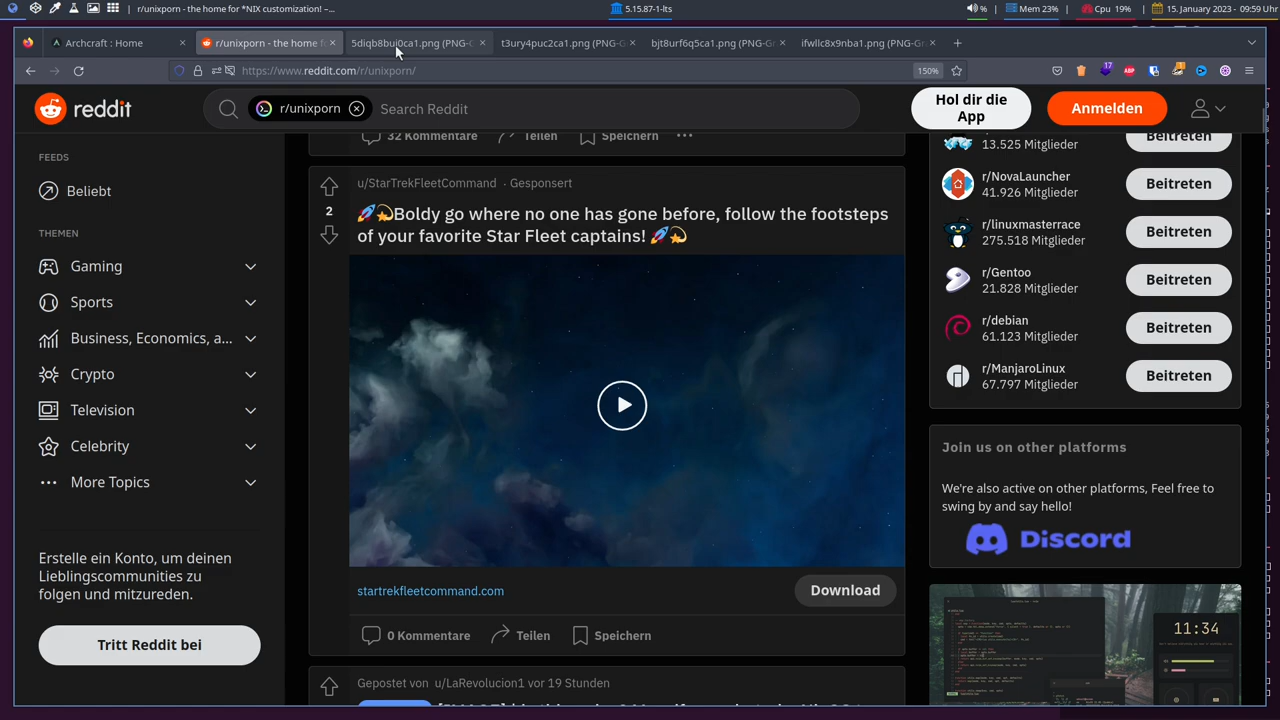 r/unixporn - the home for *NIX customization! –...
5.15.87-1-lts
%
Mem 23%
Cpu 19%
15. January 2023, 09:59 Uhr
Archcraft : Home
r/unixporn - the home f
5diqb8bui0ca1.png (PNG-G
t3ury4puc2ca1.png (PNG-G
bjt8urf6q5ca1.png (PNG-Gr
ifwllc8x9nba1.png (PNG-Gr
https://www.reddit.com/r/unixporn/
150%
17
ABP
reddit
r/unixporn
Search Reddit
Hol dir die
App
Anmelden
32 Kommentare
Teilen
Speichern
FEEDS
Beliebt
THEMEN
Gaming
Sports
Business, Economics, a...
Crypto
Television
Celebrity
More Topics
Erstelle ein Konto, um deinen
Lieblingscommunities zu
folgen und mitzureden.
Tritt Reddit bei
u/StarTrekFleetCommand · Gesponsert
2
🚀💫Boldy go where no one has gone before, follow the footsteps
of your favorite Star Fleet captains! 🚀💫
startrekfleetcommand.com
Download
0 Kommentare
Teilen
Speichern
Gepostet von u/LaRevolucion1 vor 19 Stunden
13.525 Mitglieder
Beitreten
r/NovaLauncher
41.926 Mitglieder
Beitreten
r/linuxmasterrace
275.518 Mitglieder
Beitreten
r/Gentoo
21.828 Mitglieder
Beitreten
r/debian
61.123 Mitglieder
Beitreten
r/ManjaroLinux
67.797 Mitglieder
Beitreten
Join us on other platforms
We're also active on other platforms, Feel free to
swing by and say hello!
Discord
11:34